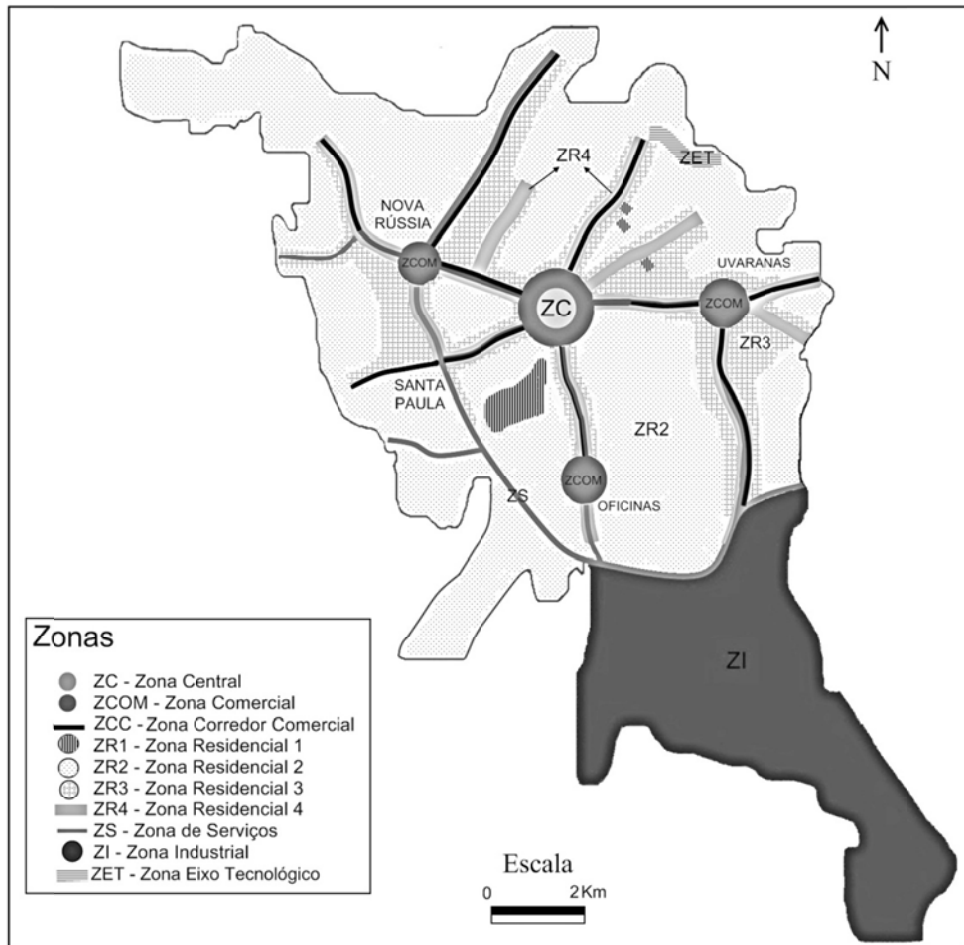 N
ZR4
ZET
NOVA
RÚSSIA
ZCOM
UVARANAS
ZC
ZCOM
ZR3
SANTA
PAULA
ZR2
ZCOM
ZS
OFICINAS
ZI
Zonas
ZC - Zona Central
ZCOM - Zona Comercial
ZCC - Zona Corredor Comercial
ZR1 - Zona Residencial 1
ZR2 - Zona Residencial 2
ZR3 - Zona Residencial 3
ZR4 - Zona Residencial 4
ZS - Zona de Serviços
ZI - Zona Industrial
ZET - Zona Eixo Tecnológico
Escala
0 2 Km